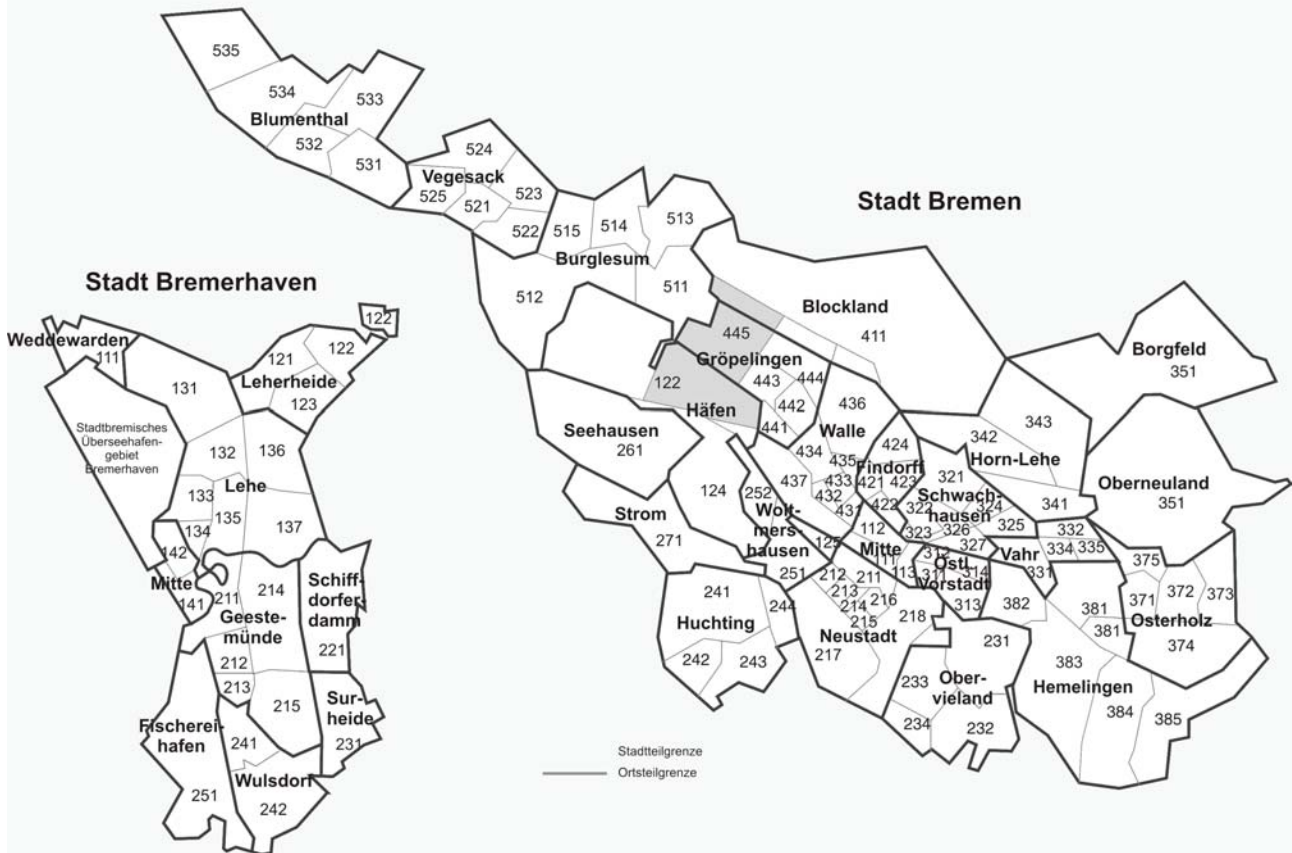 Stadt Bremen
Stadt Bremerhaven
535
534
533
Blumenthal
532
531
524
Vegesack
525
523
521
522
515
514
513
Burglesum
512
511
Blockland
411
445
Gröpelingen
443
444
442
441
122
Häfen
Borgfeld
351
Oberneuland
351
343
342
Horn-Lehe
341
436
Walle
434
435
433
437
432
431
424
Findorff
421
423
422
321
Schwach-
hausen
322
324
323
326
325
327
Seehausen
261
124
252
Wolt-
mers-
hausen
125
251
Strom
271
112
Mitte
111
113
312
Östl.
Vorstadt
311
314
313
Vahr
332
334
335
331
375
371
372
373
Osterholz
374
382
381
381
383
Hemelingen
384
385
241
244
Huchting
242
243
212
211
213
214
216
215
218
Neustadt
217
231
233
Ober-
vieland
234
232
Weddewarden
111
122
121
122
Leherheide
123
131
Stadtbremisches
Überseehafen-
gebiet
Bremerhaven
132
136
Lehe
133
135
134
137
142
Mitte
141
211
214
Geeste-
münde
Schiff-
dorfer-
damm
221
212
213
215
Sur-
heide
231
Fischerei-
hafen
251
241
Wulsdorf
242
Stadtteilgrenze
Ortsteilgrenze